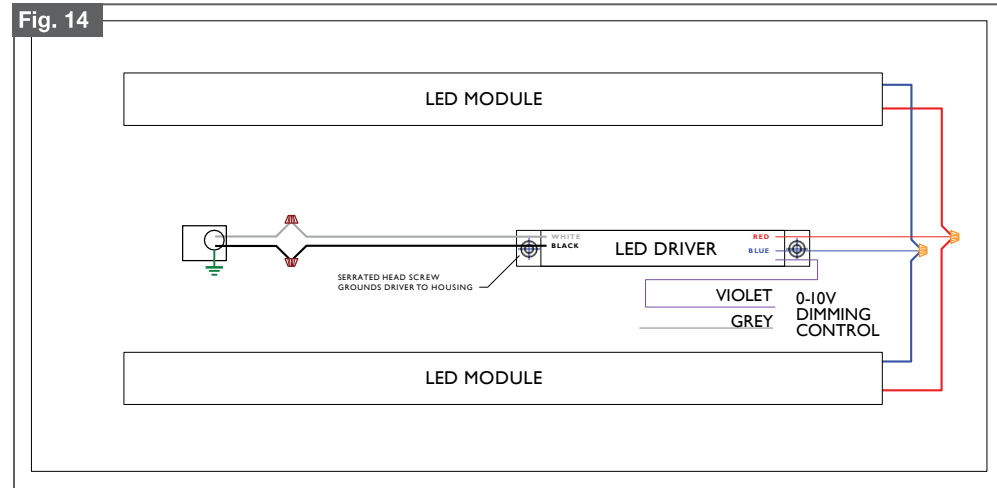 Fig. 14
LED MODULE
WHITE
BLACK
LED DRIVER
RED
BLUE
SERRATED HEAD SCREW
GROUNDS DRIVER TO HOUSING
VIOLET
GREY
0-10V
DIMMING
CONTROL
LED MODULE